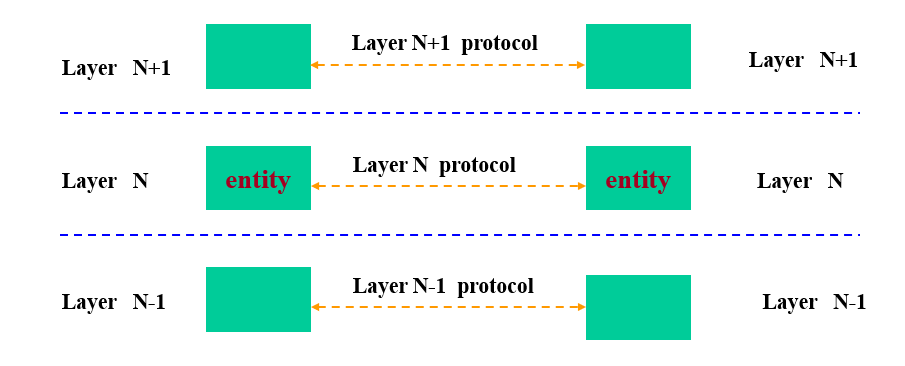 Layer N+1 protocol
Layer N+1
Layer N+1
Layer N protocol
Layer N
entity
entity
Layer N
Layer N-1 protocol
Layer N-1
Layer N-1